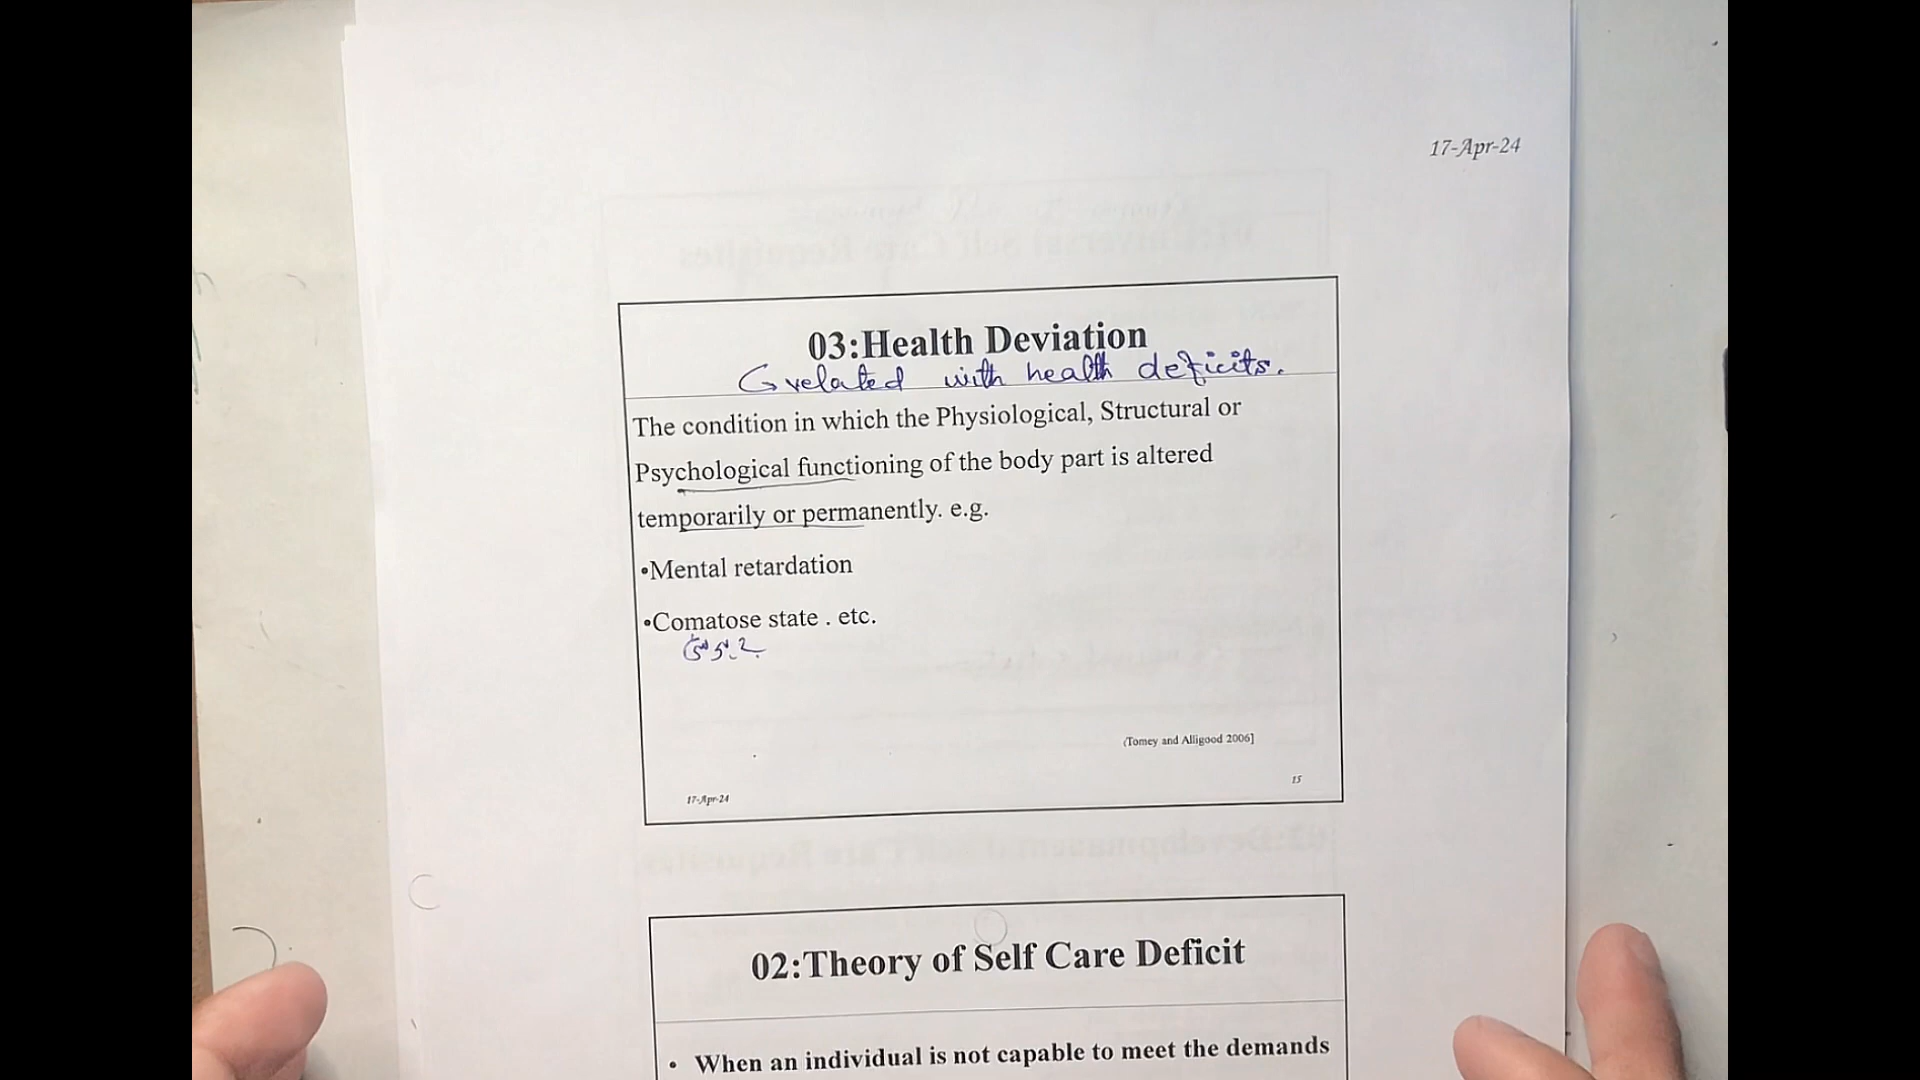 17-Apr-24
03:Health Deviation
related with health deficits.
The condition in which the Physiological, Structural or
Psychological functioning of the body part is altered
temporarily or permanently. e.g.
•Mental retardation
•Comatose state . etc.
(Tomey and Alligood 2006]
15
17-Apr-24
02:Theory of Self Care Deficit
• When an individual is not capable to meet the demands